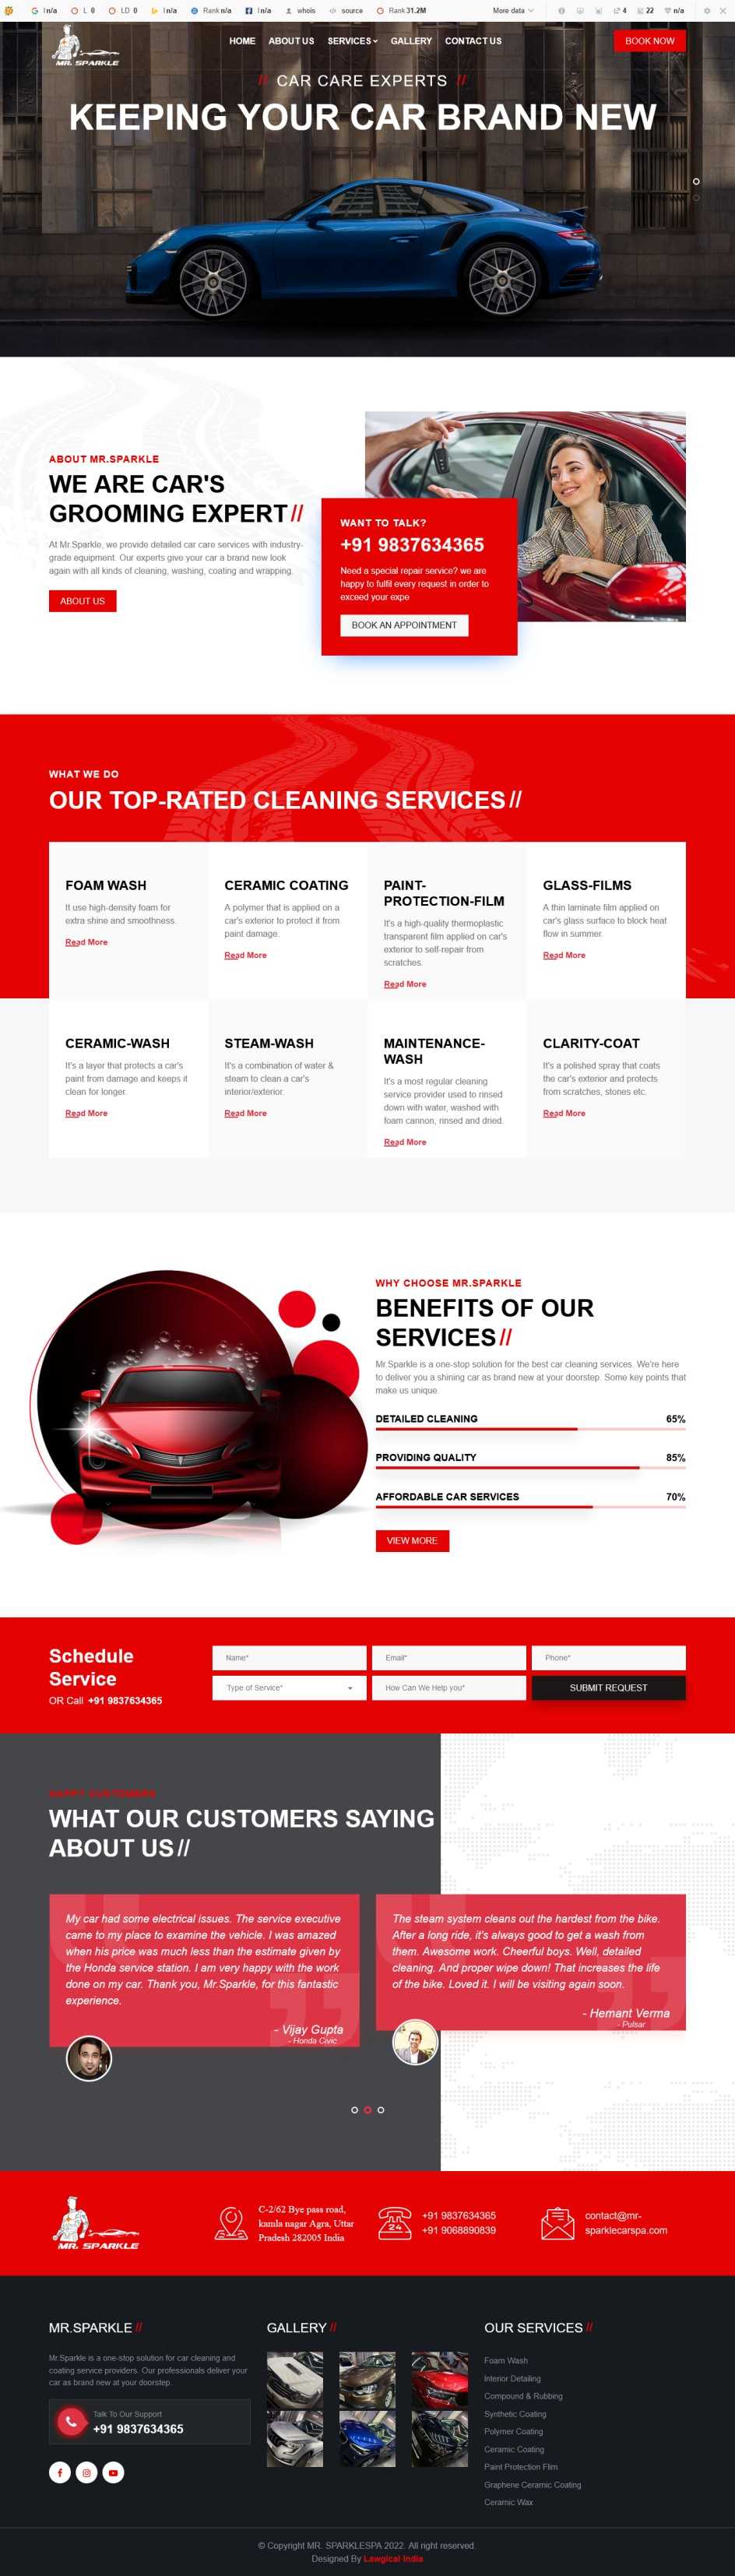 n/a L 0 LD 0 n/a Rank n/a n/a whois source Rank 31.2M More data 4 22 n/a
MR. SPARKLE
HOME ABOUT US SERVICES GALLERY CONTACT US BOOK NOW
// CAR CARE EXPERTS //
KEEPING YOUR CAR BRAND NEW
ABOUT MR.SPARKLE
WE ARE CAR'S
GROOMING EXPERT//
At Mr.Sparkle, we provide detailed car care services with industry-
grade equipment. Our experts give your car a brand new look
again with all kinds of cleaning, washing, coating and wrapping.
ABOUT US
WANT TO TALK?
+91 9837634365
Need a special repair service? we are
happy to fulfil every request in order to
exceed your expe
BOOK AN APPOINTMENT
WHAT WE DO
OUR TOP-RATED CLEANING SERVICES//
FOAM WASH
It use high-density foam for
extra shine and smoothness.
Read More
CERAMIC COATING
A polymer that is applied on a
car's exterior to protect it from
paint damage.
Read More
PAINT-
PROTECTION-FILM
It's a high-quality thermoplastic
transparent film applied on car's
exterior to self-repair from
scratches.
Read More
GLASS-FILMS
A thin laminate film applied on
car's glass surface to block heat
flow in summer.
Read More
CERAMIC-WASH
It's a layer that protects a car's
paint from damage and keeps it
clean for longer.
Read More
STEAM-WASH
It's a combination of water &
steam to clean a car's
interior/exterior.
Read More
MAINTENANCE-
WASH
It's a most regular cleaning
service provider used to rinsed
down with water, washed with
foam cannon, rinsed and dried.
Read More
CLARITY-COAT
It's a polished spray that coats
the car's exterior and protects
from scratches, stones etc.
Read More
WHY CHOOSE MR.SPARKLE
BENEFITS OF OUR
SERVICES//
Mr.Sparkle is a one-stop solution for the best car cleaning services. We're here
to deliver you a shining car as brand new at your doorstep. Some key points that
make us unique
DETAILED CLEANING 65%
PROVIDING QUALITY 85%
AFFORDABLE CAR SERVICES 70%
VIEW MORE
Schedule
Service
OR Call +91 9837634365
Name* Email* Phone*
Type of Service* How Can We Help you* SUBMIT REQUEST
HAPPY CUSTOMERS
WHAT OUR CUSTOMERS SAYING
ABOUT US//
My car had some electrical issues. The service executive
came to my place to examine the vehicle. I was amazed
when his price was much less than the estimate given by
the Honda service station. I am very happy with the work
done on my car. Thank you, Mr.Sparkle, for this fantastic
experience.
- Vijay Gupta
- Honda Civic
The steam system cleans out the hardest from the bike.
After a long ride, it's always good to get a wash from
them. Awesome work. Cheerful boys. Well, detailed
cleaning. And proper wipe down! That increases the life
of the bike. Loved it. I will be visiting again soon.
- Hemant Verma
- Pulsar
MR. SPARKLE
C-2/62 Bye pass road,
kamla nagar Agra, Uttar
Pradesh 282005 India
24
+91 9837634365
+91 9068890839
contact@mr-
sparklecarspa.com
MR.SPARKLE //
Mr.Sparkle is a one-stop solution for car cleaning and
coating service providers. Our professionals deliver your
car as brand new at your doorstep.
Talk To Our Support
+91 9837634365
GALLERY //
OUR SERVICES //
Foam Wash
Interior Detailing
Compound & Rubbing
Synthetic Coating
Polymer Coating
Ceramic Coating
Paint Protection Flim
Graphene Ceramic Coating
Ceramic Wax
© Copyright MR. SPARKLESPA 2022. All right reserved.
Designed By Lawgical India